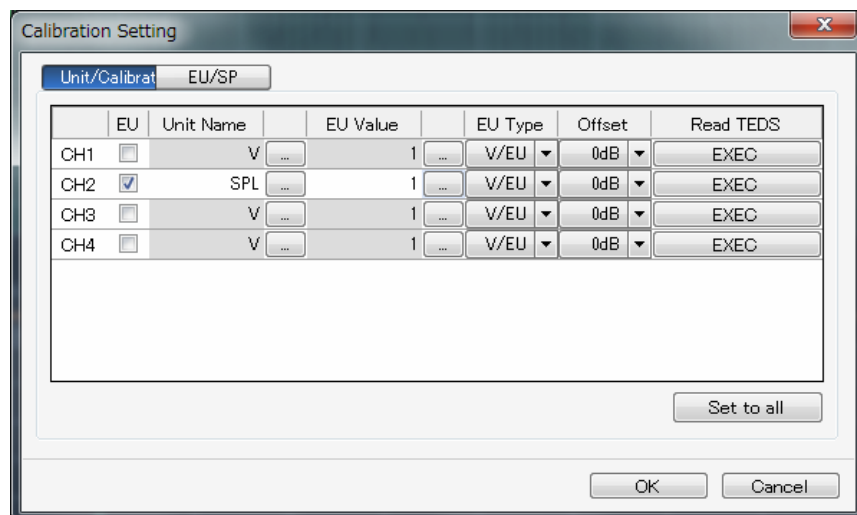 Calibration Setting
Unit/Calibrat EU/SP
EU Unit Name EU Value EU Type Offset Read TEDS
CH1 V ... 1 ... V/EU 0dB EXEC
CH2 SPL ... 1 ... V/EU 0dB EXEC
CH3 V ... 1 ... V/EU 0dB EXEC
CH4 V ... 1 ... V/EU 0dB EXEC
Set to all
OK Cancel